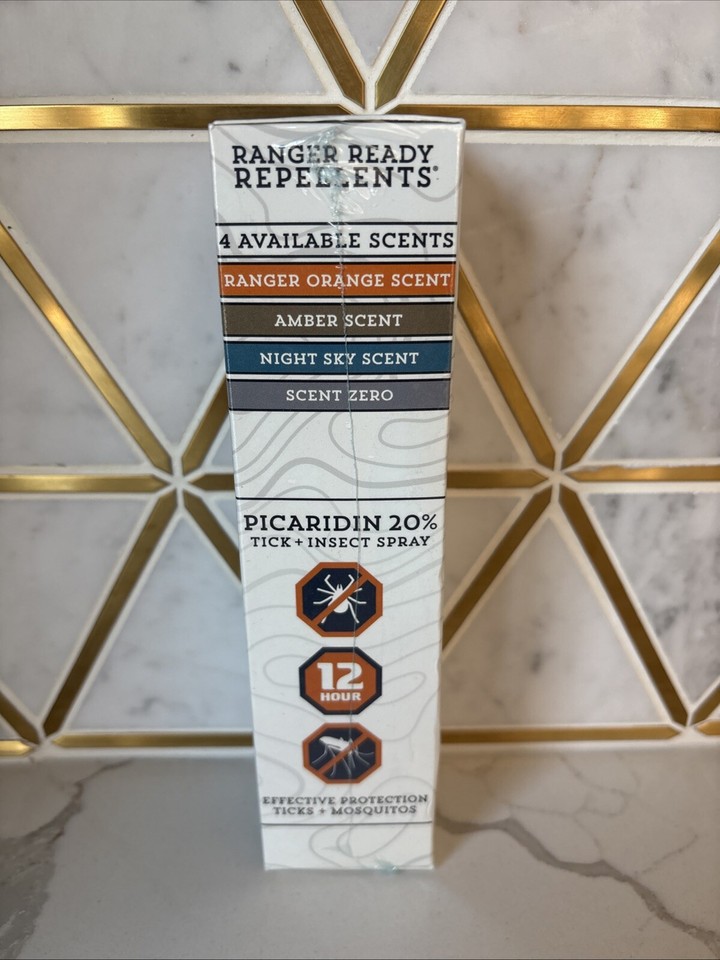 RANGER READY
REPELLENTS®
4 AVAILABLE SCENTS
RANGER ORANGE SCENT
AMBER SCENT
NIGHT SKY SCENT
SCENT ZERO
PICARIDIN 20%
TICK + INSECT SPRAY
12
HOUR
EFFECTIVE PROTECTION
TICKS + MOSQUITOS